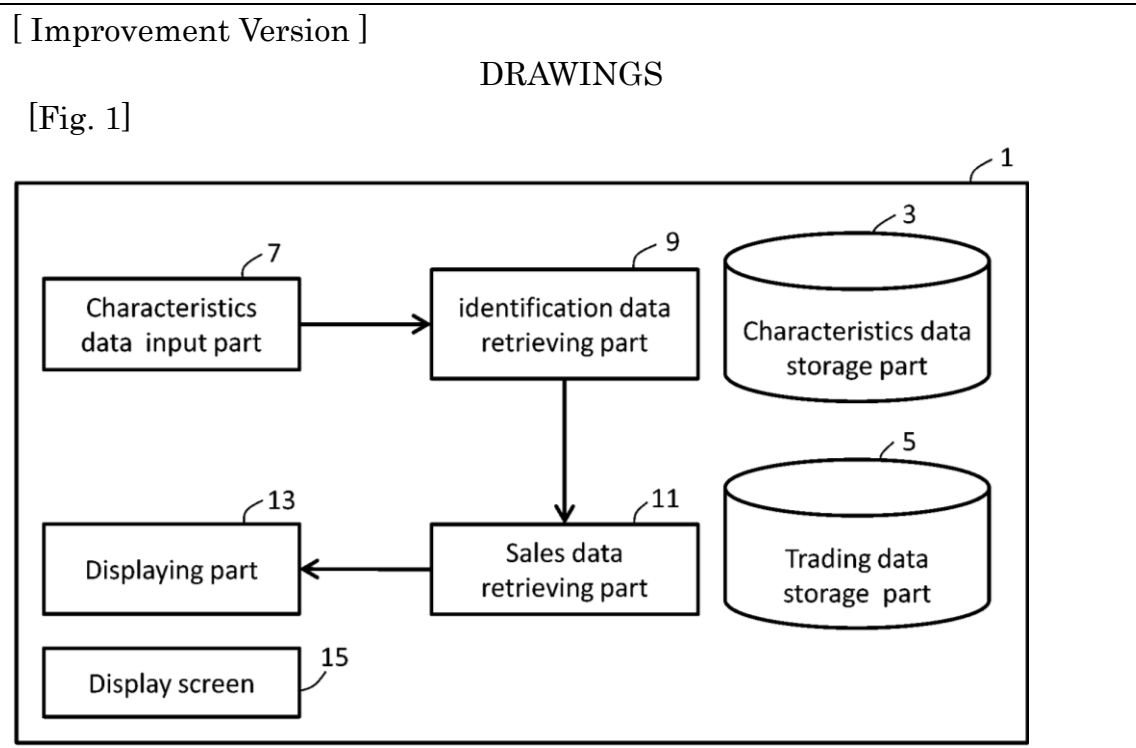 [ Improvement Version ]
DRAWINGS
[Fig. 1]
1
3
7
9
Characteristics
data input part
identification data
retrieving part
Characteristics data
storage part
5
13
11
Displaying part
Sales data
retrieving part
Trading data
storage part
15
Display screen